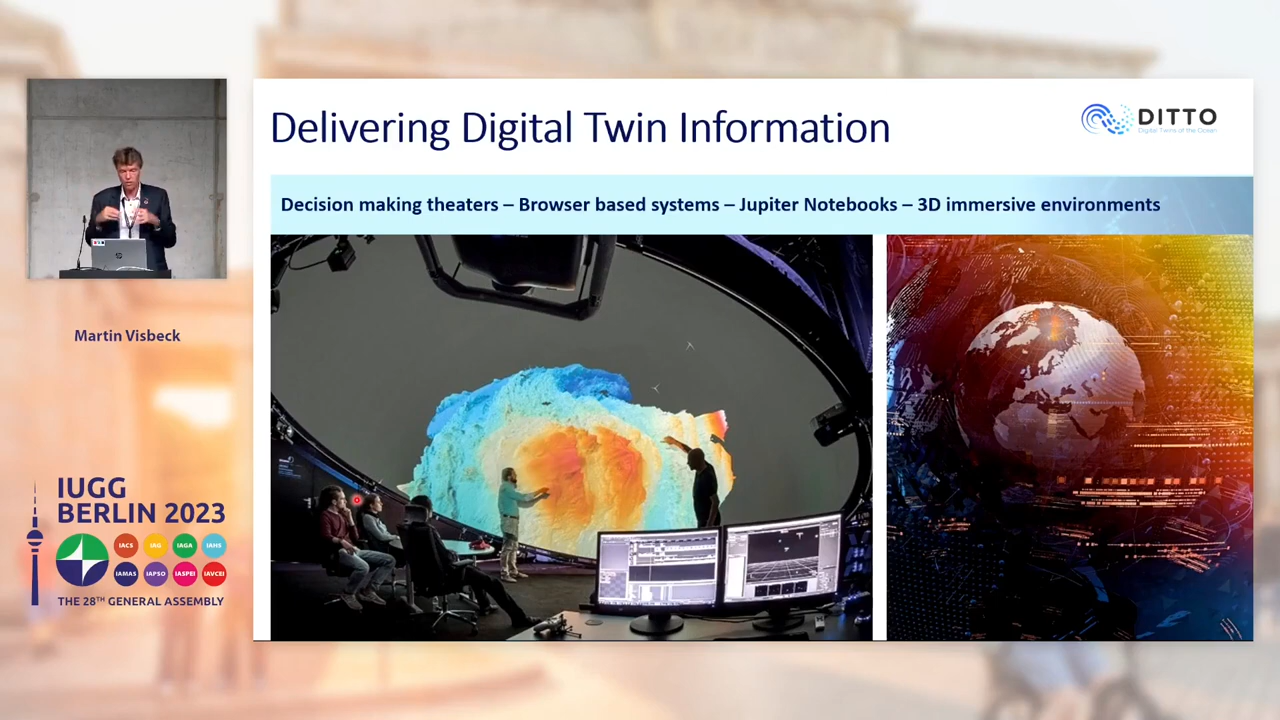 Delivering Digital Twin Information
DITTO
Digital Twins of the Ocean
Decision making theaters – Browser based systems – Jupiter Notebooks – 3D immersive environments
Martin Visbeck
IUGG
BERLIN 2023
IACS IAG IAGA IAHS
IAMAS IAPSO IASPEI IAVCEI
THE 28TH GENERAL ASSEMBLY